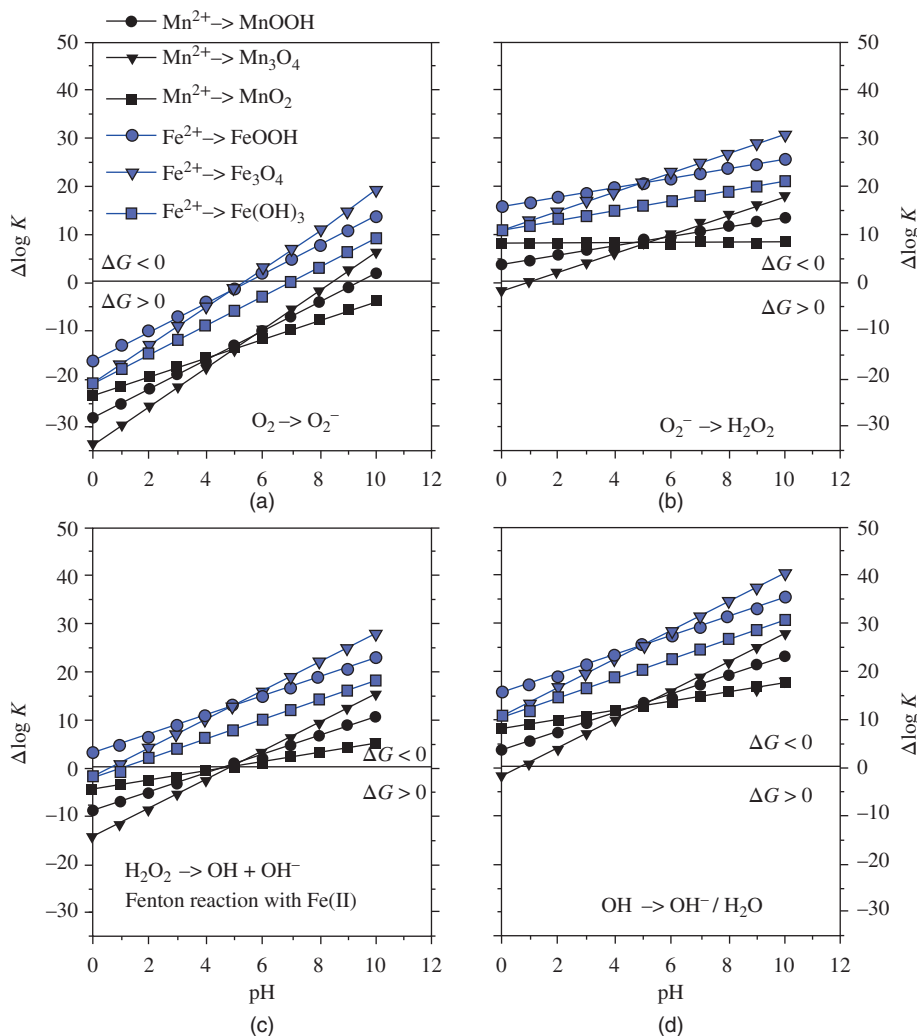 Mn²⁺–> MnOOH
Mn²⁺–> Mn₃O₄
Mn²⁺–> MnO₂
Fe²⁺–> FeOOH
Fe²⁺–> Fe₃O₄
Fe²⁺–> Fe(OH)₃
50
40
30
20
10
0
−10
−20
−30
Δlog K
ΔG < 0
ΔG > 0
O₂ –> O₂⁻
0 2 4 6 8 10 12
(a)
50
40
30
20
10
0
−10
−20
−30
Δlog K
ΔG < 0
ΔG > 0
O₂⁻ –> H₂O₂
0 2 4 6 8 10 12
(b)
50
40
30
20
10
0
−10
−20
−30
Δlog K
ΔG < 0
ΔG > 0
H₂O₂ –> OH + OH⁻
Fenton reaction with Fe(II)
0 2 4 6 8 10 12
pH
(c)
50
40
30
20
10
0
−10
−20
−30
Δlog K
ΔG < 0
ΔG > 0
OH –> OH⁻ / H₂O
0 2 4 6 8 10 12
pH
(d)